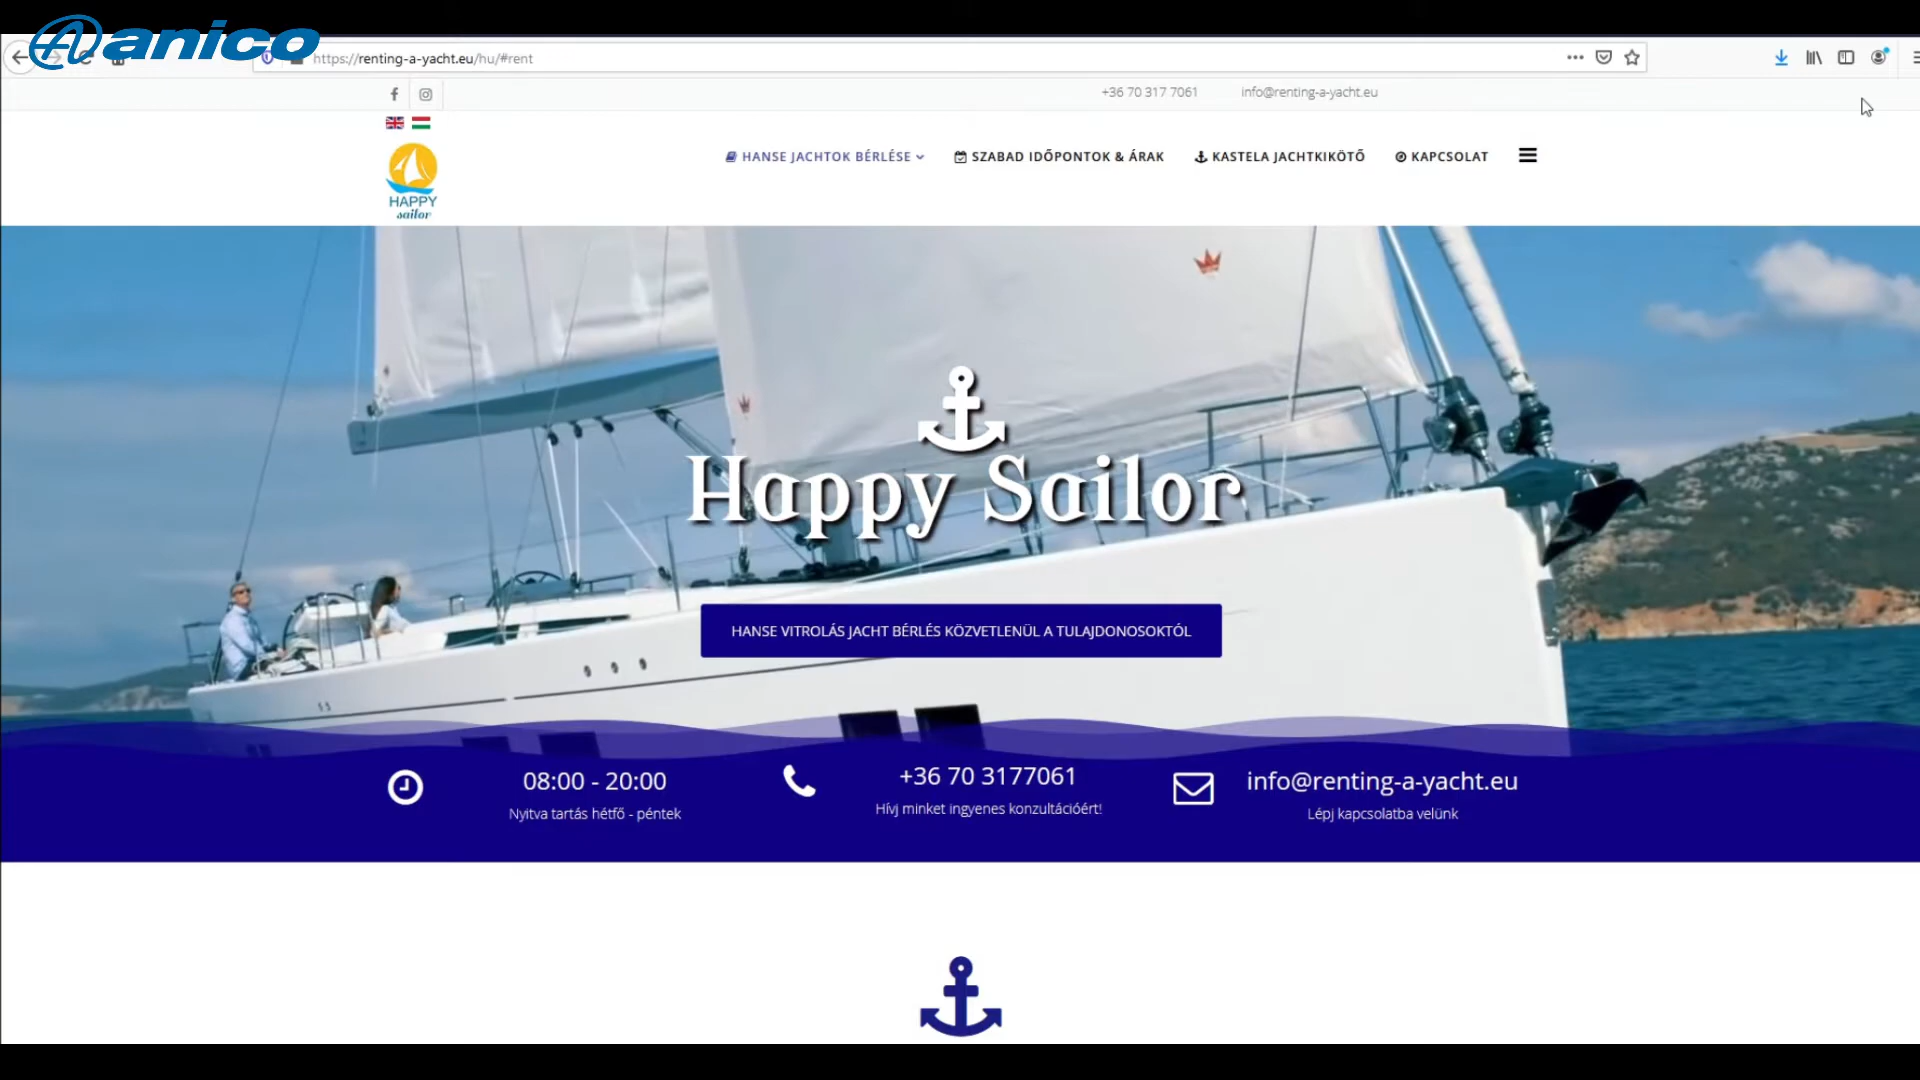 anico
https://renting-a-yacht.eu/hu/#rent
+36 70 317 7061
info@renting-a-yacht.eu
HAPPY
sailor
HANSE JACHTOK BÉRLÉSE
SZABAD IDŐPONTOK & ÁRAK
KASTELA JACHTKIKÖTŐ
KAPCSOLAT
Happy Sailor
HANSE VITROLÁS JACHT BÉRLÉS KÖZVETLENÜL A TULAJDONOSOKTÓL
08:00 - 20:00
Nyitva tartás hétfő - péntek
+36 70 3177061
Hívj minket ingyenes konzultációért!
info@renting-a-yacht.eu
Lépj kapcsolatba velünk